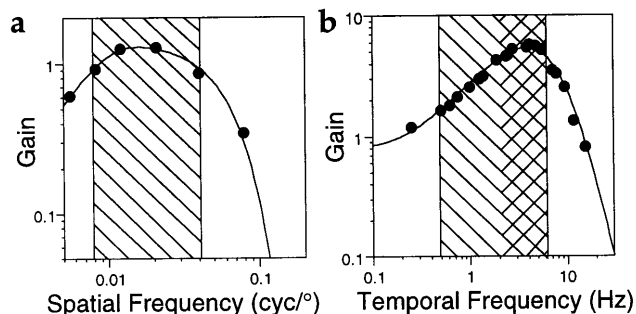 a
Gain
1
0.1
0.01
0.1
Spatial Frequency (cyc/°)
b
Gain
10
1
0.1
0.1
1
10
Temporal Frequency (Hz)